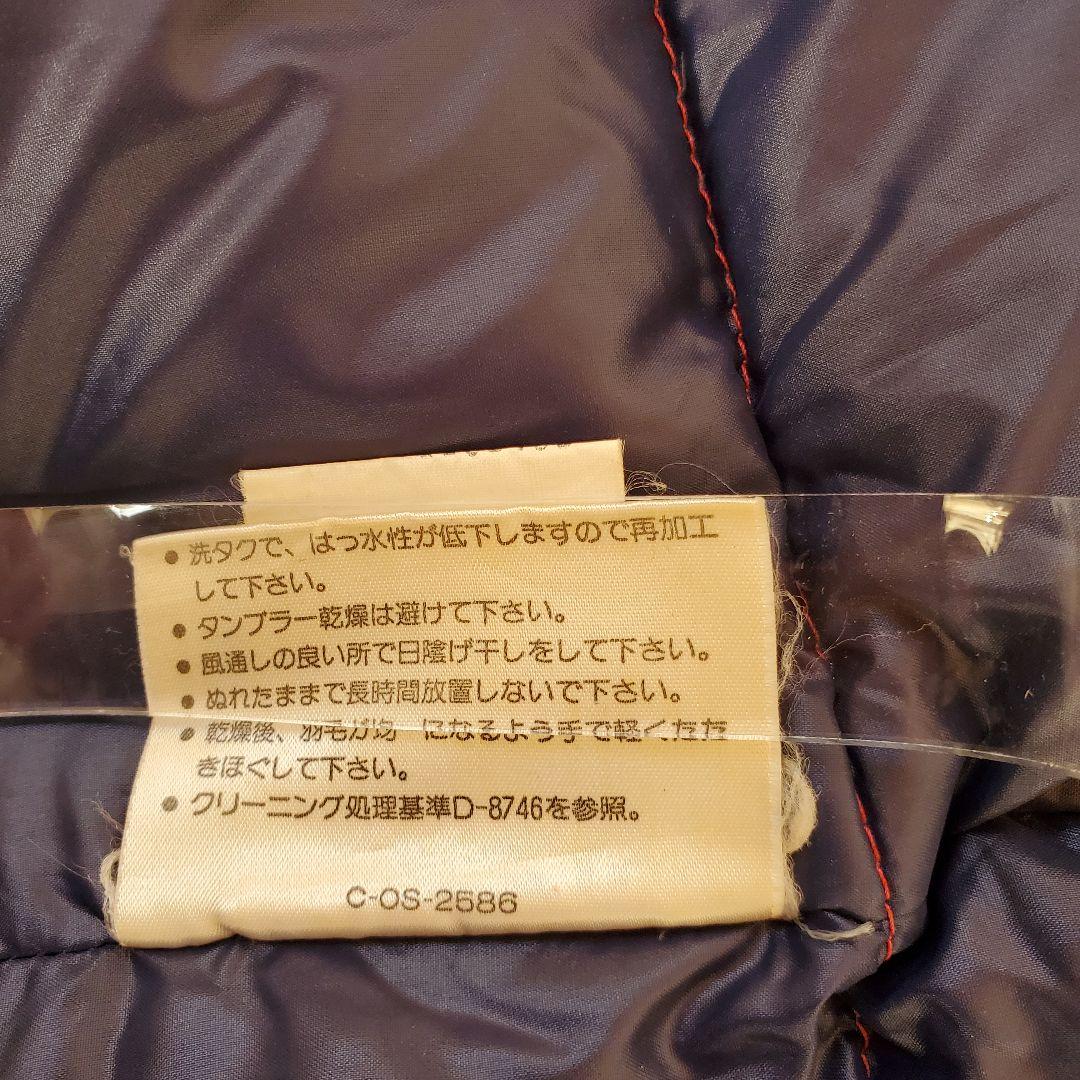 • 洗タクで、はっ水性が低下しますので再加工
して下さい。
• タンブラー乾燥は避けて下さい。
• 風通しの良い所で日陰げ干しをして下さい。
• ぬれたままで長時間放置しないで下さい。
• 乾燥後、羽毛が均一になるよう手で軽くたた
きほぐして下さい。
• クリーニング処理基準D-8746を参照。
C-OS-2586